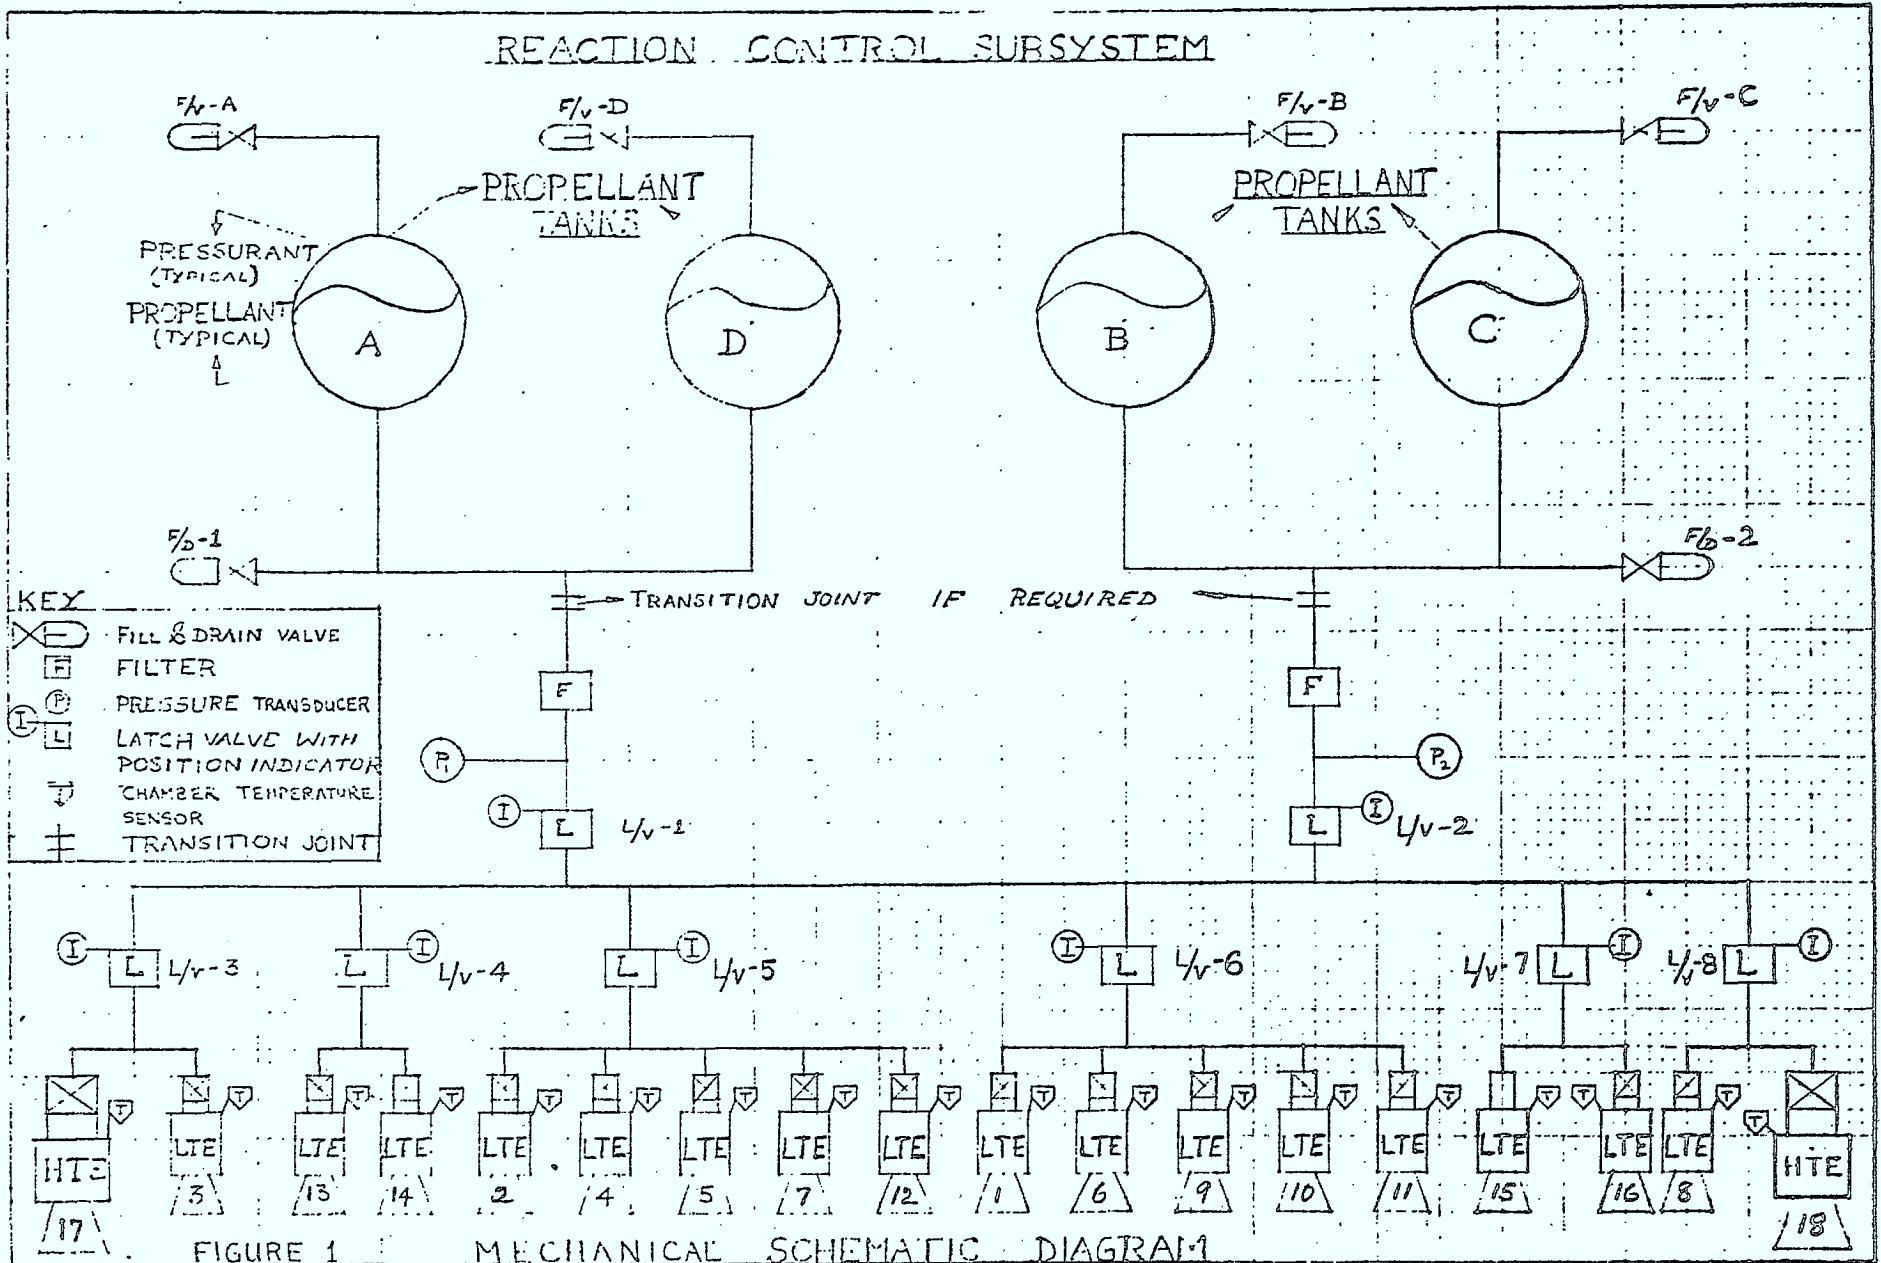 REACTION CONTROL SUBSYSTEM
F/V-A
F/V-D
F/V-B
F/V-C
PROPELLANT
TANKS
PROPELLANT
TANKS
PRESSURANT
(TYPICAL)
PROPELLANT
(TYPICAL)
A
D
B
C
F/D-1
F/D-2
TRANSITION JOINT IF REQUIRED
KEY
FILL & DRAIN VALVE
F FILTER
P PRESSURE TRANSDUCER
I L LATCH VALVE WITH
POSITION INDICATOR
T CHAMBER TEMPERATURE
SENSOR
TRANSITION JOINT
F
F
P1
P2
I L L/V-1
L I L/V-2
I L L/V-3
L I L/V-4
L I L/V-5
I L L/V-6
L/V-7 L I
L/V-8 L I
T T T T T T T T T T T T T T T T T T
HTE LTE LTE LTE LTE LTE LTE LTE LTE LTE LTE LTE LTE LTE LTE LTE LTE HTE
17 3 13 14 2 4 5 7 12 1 6 9 10 11 15 16 8 18
FIGURE 1 MECHANICAL SCHEMATIC DIAGRAM